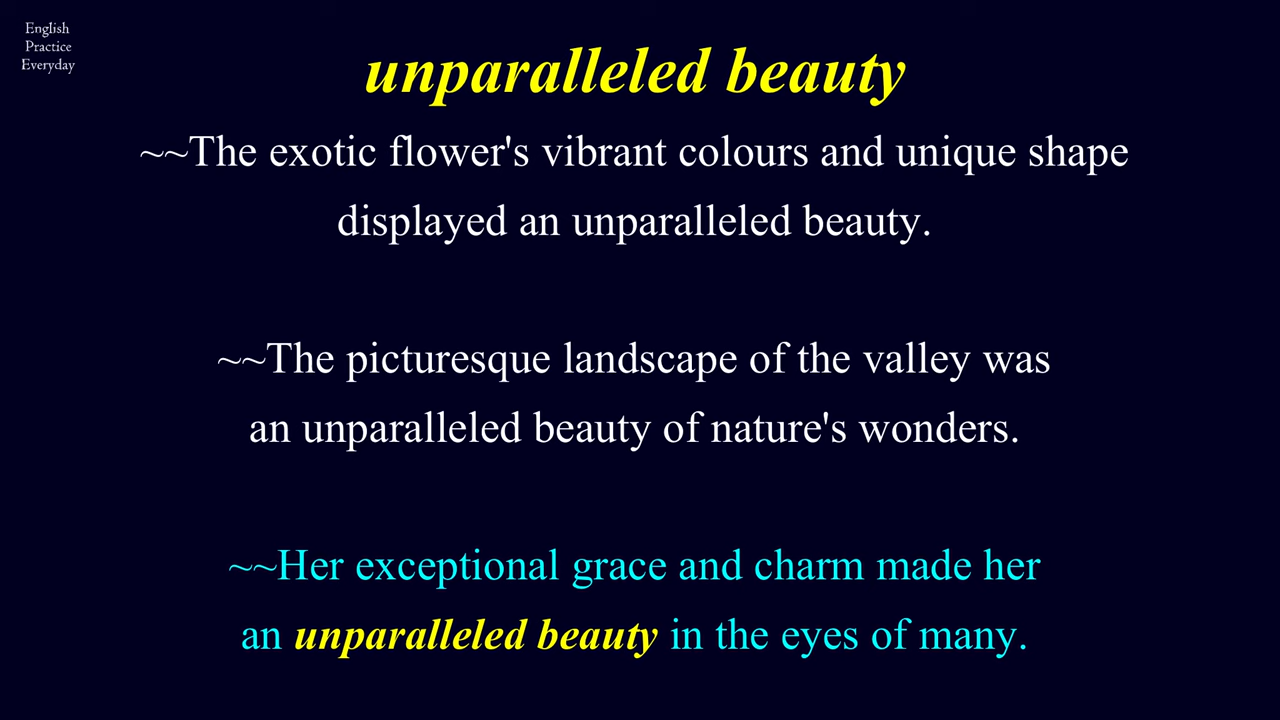 English
Practice
Everyday
unparalleled beauty
~~The exotic flower's vibrant colours and unique shape
displayed an unparalleled beauty.
~~The picturesque landscape of the valley was
an unparalleled beauty of nature's wonders.
~~Her exceptional grace and charm made her
an unparalleled beauty in the eyes of many.